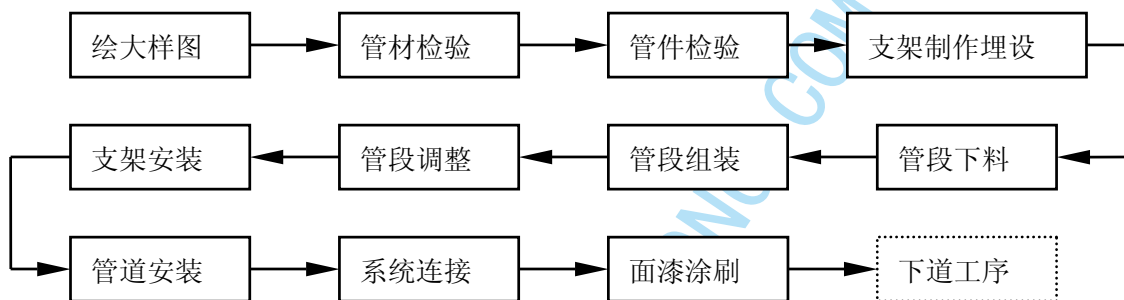 绘大样图 管材检验 管件检验 支架制作埋设
支架安装 管段调整 管段组装 管段下料
管道安装 系统连接 面漆涂刷 下道工序